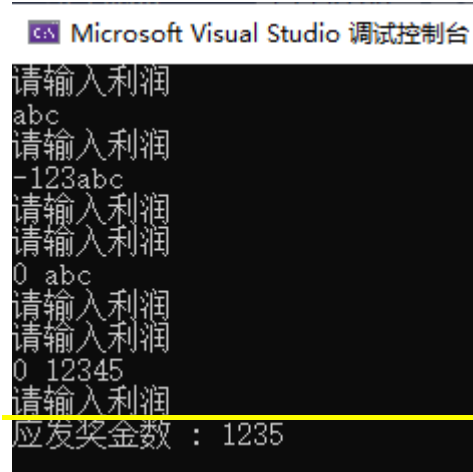 Microsoft Visual Studio 调试控制台
请输入利润
abc
请输入利润
-123abc
请输入利润
请输入利润
0 abc
请输入利润
请输入利润
0 12345
请输入利润
应发奖金数 : 1235